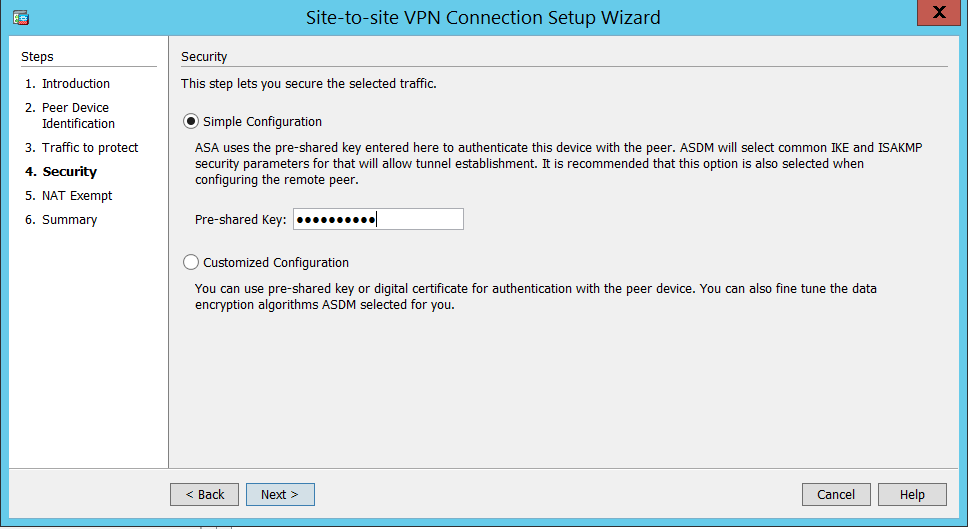 Site-to-site VPN Connection Setup Wizard
X
Steps
1. Introduction
2. Peer Device
Identification
3. Traffic to protect
4. Security
5. NAT Exempt
6. Summary
Security
This step lets you secure the selected traffic.
Simple Configuration
ASA uses the pre-shared key entered here to authenticate this device with the peer. ASDM will select common IKE and ISAKMP
security parameters for that will allow tunnel establishment. It is recommended that this option is also selected when
configuring the remote peer.
Pre-shared Key: ●●●●●●●●●●
Customized Configuration
You can use pre-shared key or digital certificate for authentication with the peer device. You can also fine tune the data
encryption algorithms ASDM selected for you.
< Back
Next >
Cancel
Help